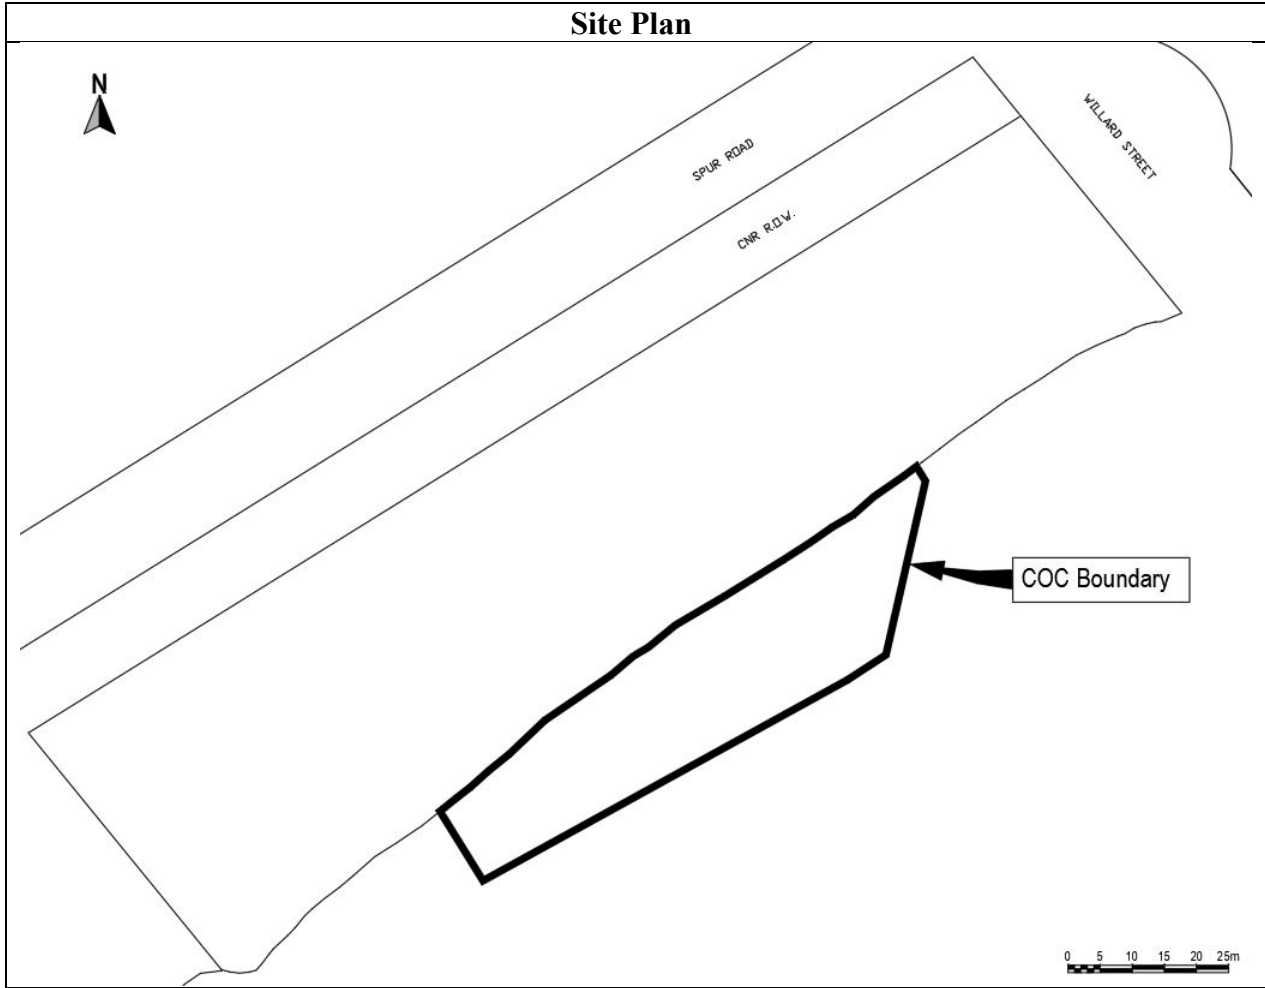 Site Plan
N
SPUR ROAD
CNR R.O.W.
WILLARD STREET
COC Boundary
0 5 10 15 20 25m